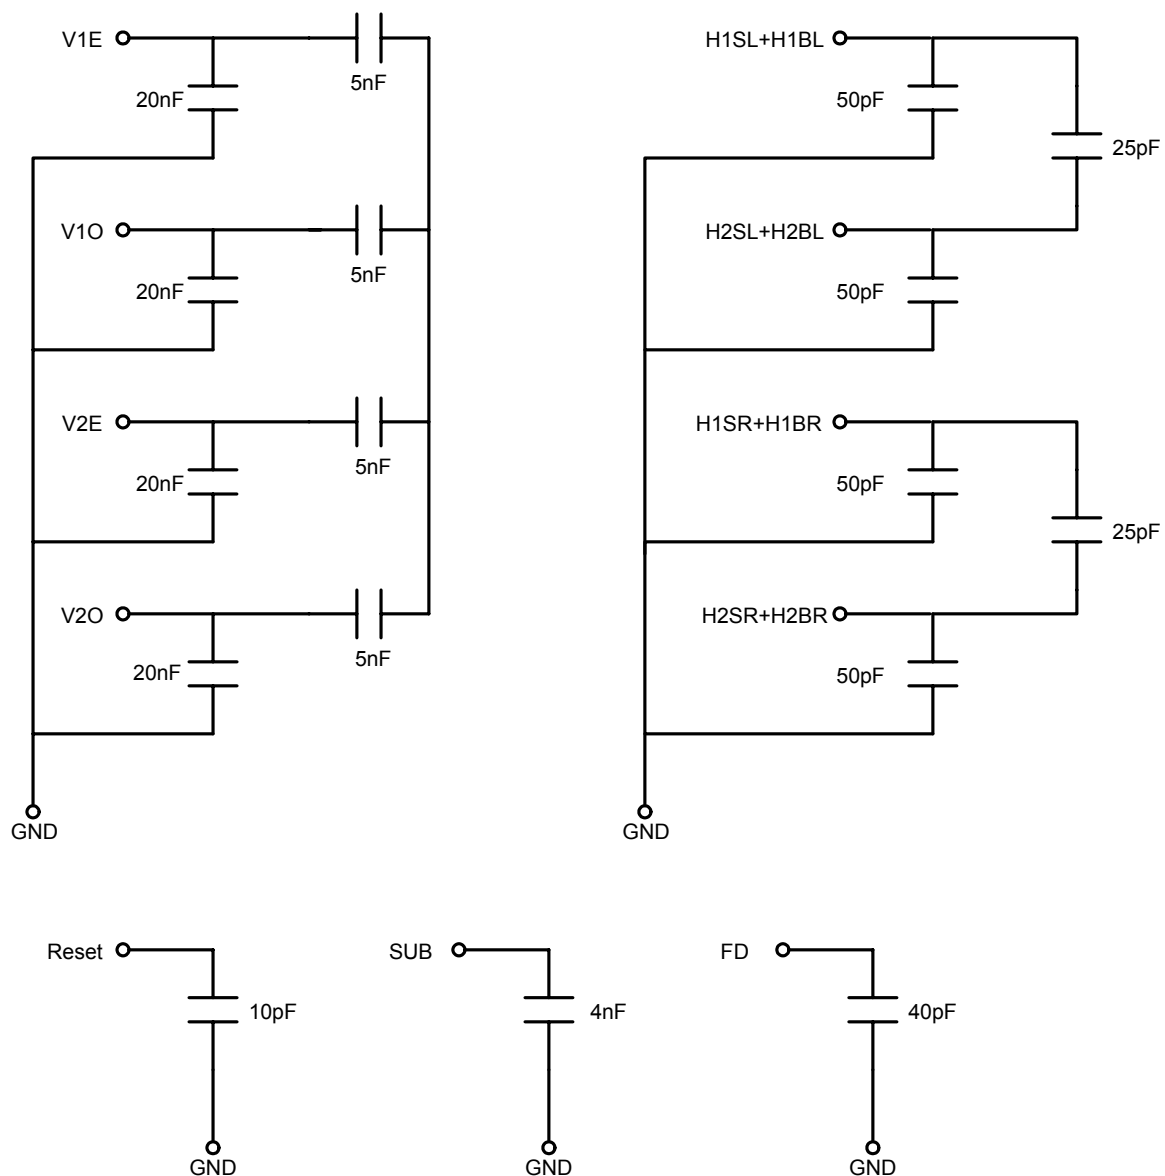 V1E
5nF
20nF
V1O
5nF
20nF
V2E
5nF
20nF
V2O
5nF
20nF
GND
H1SL+H1BL
50pF
25pF
H2SL+H2BL
50pF
H1SR+H1BR
50pF
25pF
H2SR+H2BR
50pF
GND
Reset
10pF
GND
SUB
4nF
GND
FD
40pF
GND